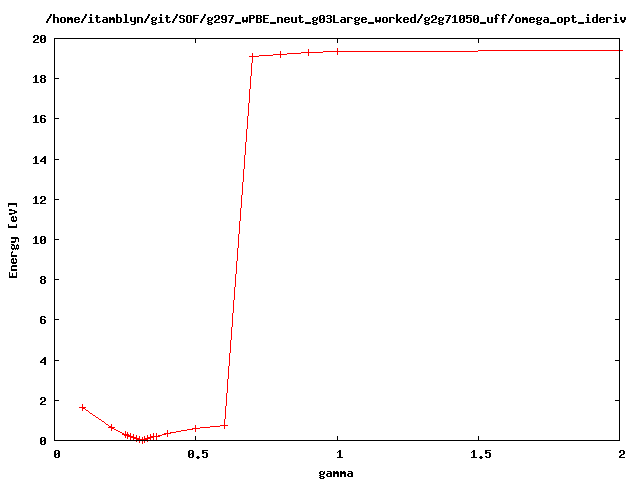 /home/itamblyn/git/SOF/g297_wPBE_neut_g03Large_worked/g2g71050_uff/omega_opt_ideriv
20
18
16
14
12
10
8
6
4
2
0
Energy [eV]
0 0.5 1 1.5 2
gamma